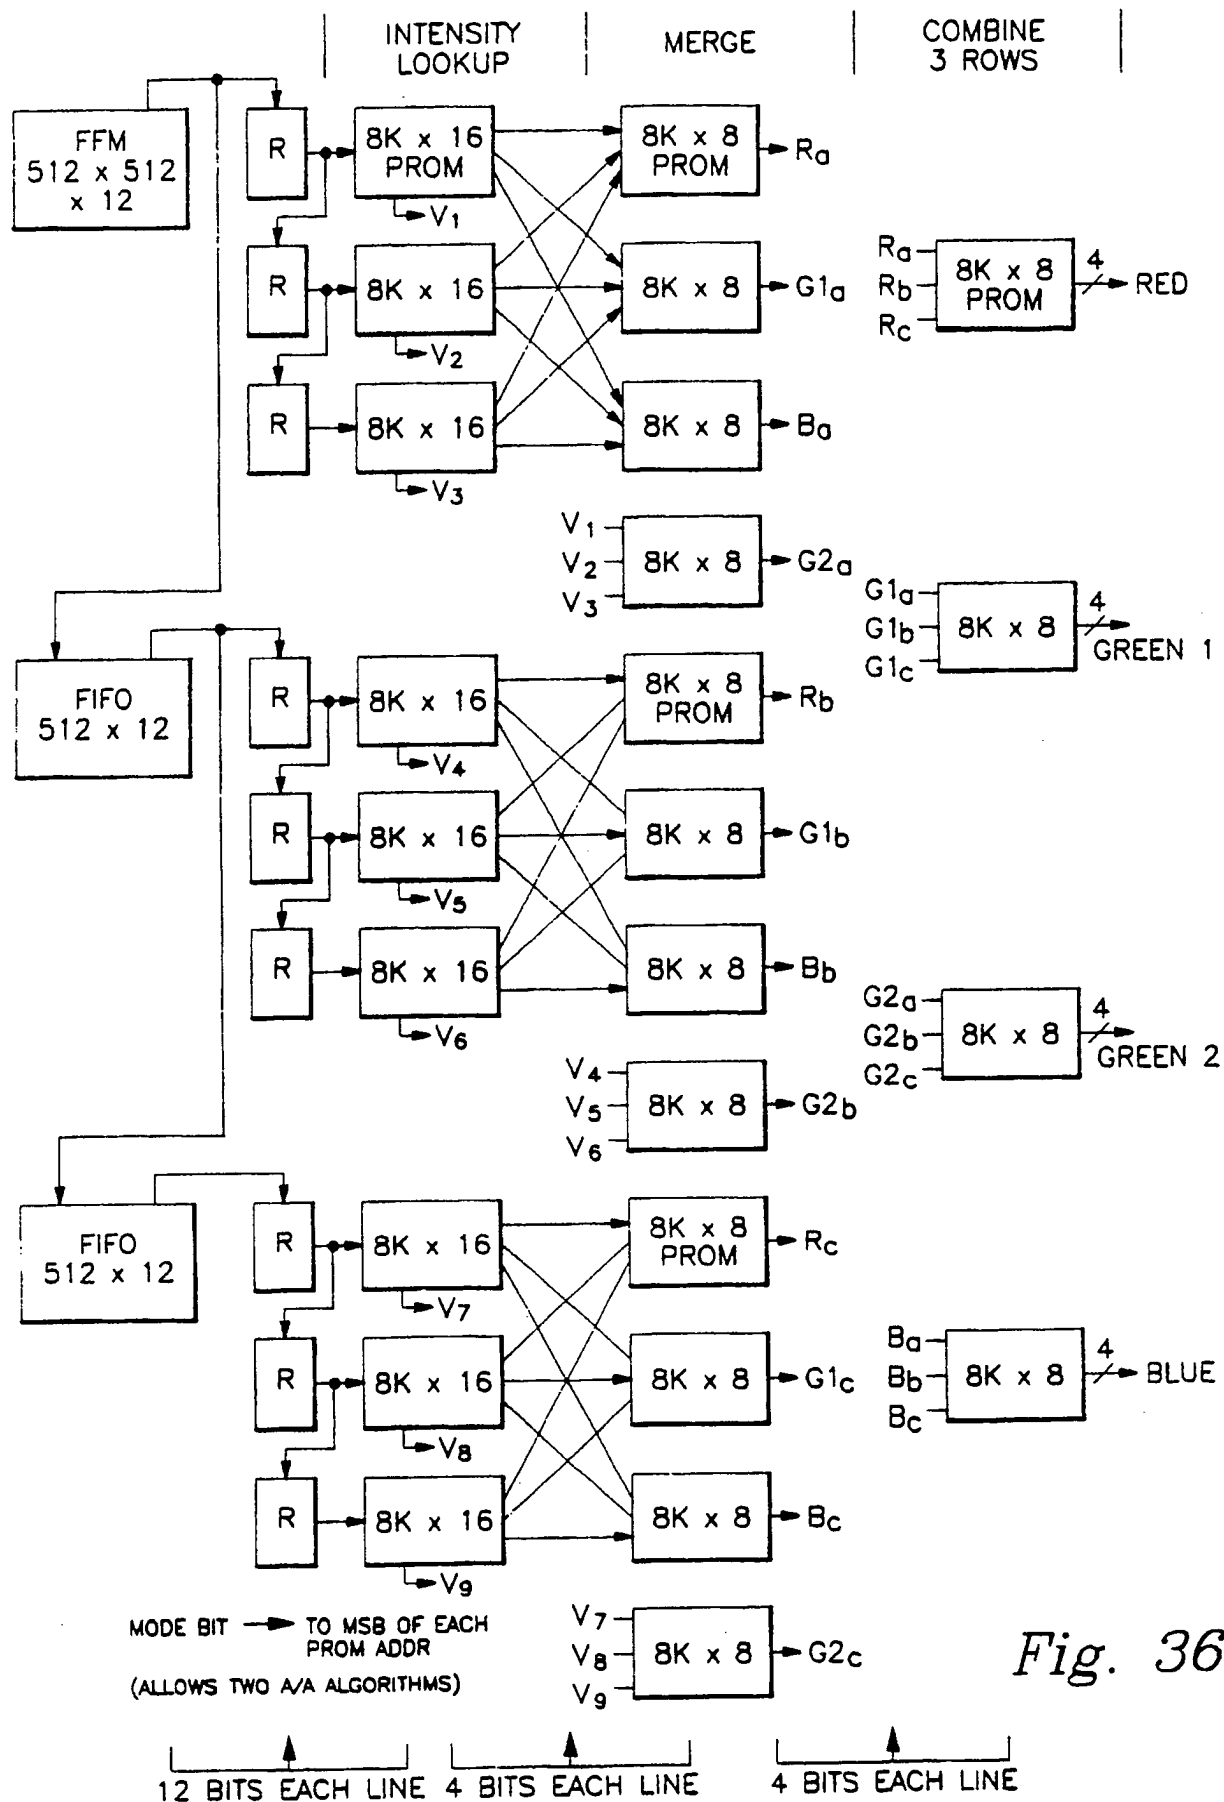 INTENSITY
LOOKUP
MERGE
COMBINE
3 ROWS
FFM
512 x 512
x 12
R
8K x 16
PROM
V1
8K x 8
PROM
Ra
R
8K x 16
V2
8K x 8
G1a
R
8K x 16
V3
8K x 8
Ba
Ra
Rb
Rc
8K x 8
PROM
4
RED
V1
V2
V3
8K x 8
G2a
G1a
G1b
G1c
8K x 8
4
GREEN 1
FIFO
512 x 12
R
8K x 16
V4
8K x 8
PROM
Rb
R
8K x 16
V5
8K x 8
G1b
R
8K x 16
V6
8K x 8
Bb
G2a
G2b
G2c
8K x 8
4
GREEN 2
V4
V5
V6
8K x 8
G2b
FIFO
512 x 12
R
8K x 16
V7
8K x 8
PROM
Rc
R
8K x 16
V8
8K x 8
G1c
R
8K x 16
V9
8K x 8
Bc
Ba
Bb
Bc
8K x 8
4
BLUE
V7
V8
V9
8K x 8
G2c
MODE BIT TO MSB OF EACH
PROM ADDR
(ALLOWS TWO A/A ALGORITHMS)
Fig. 36
12 BITS EACH LINE
4 BITS EACH LINE
4 BITS EACH LINE